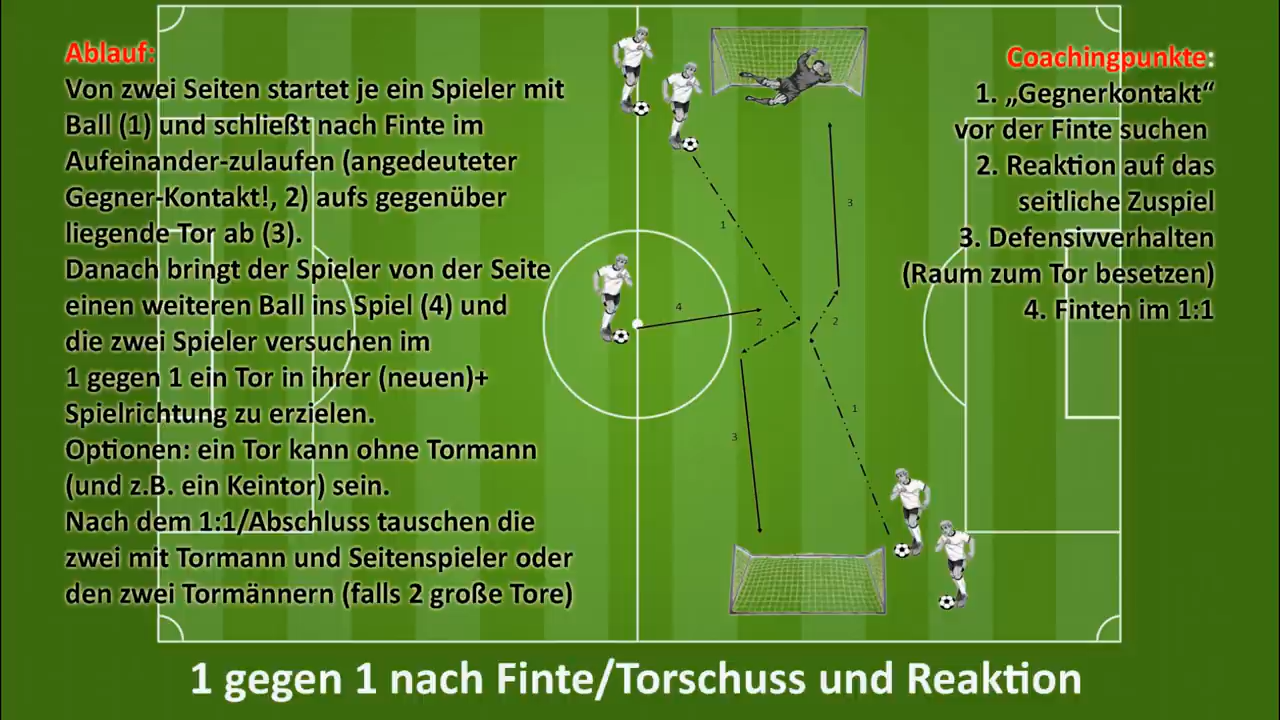 Ablauf:
Von zwei Seiten startet je ein Spieler mit
Ball (1) und schließt nach Finte im
Aufeinander-zulaufen (angedeuteter
Gegner-Kontakt!, 2) aufs gegenüber
liegende Tor ab (3).
Danach bringt der Spieler von der Seite
einen weiteren Ball ins Spiel (4) und
die zwei Spieler versuchen im
1 gegen 1 ein Tor in ihrer (neuen)+
Spielrichtung zu erzielen.
Optionen: ein Tor kann ohne Tormann
(und z.B. ein Keintor) sein.
Nach dem 1:1/Abschluss tauschen die
zwei mit Tormann und Seitenspieler oder
den zwei Tormännern (falls 2 große Tore)
Coachingpunkte:
1. „Gegnerkontakt“
vor der Finte suchen
2. Reaktion auf das
seitliche Zuspiel
3. Defensivverhalten
(Raum zum Tor besetzen)
4. Finten im 1:1
1
3
4
2
2
1
3
1 gegen 1 nach Finte/Torschuss und Reaktion